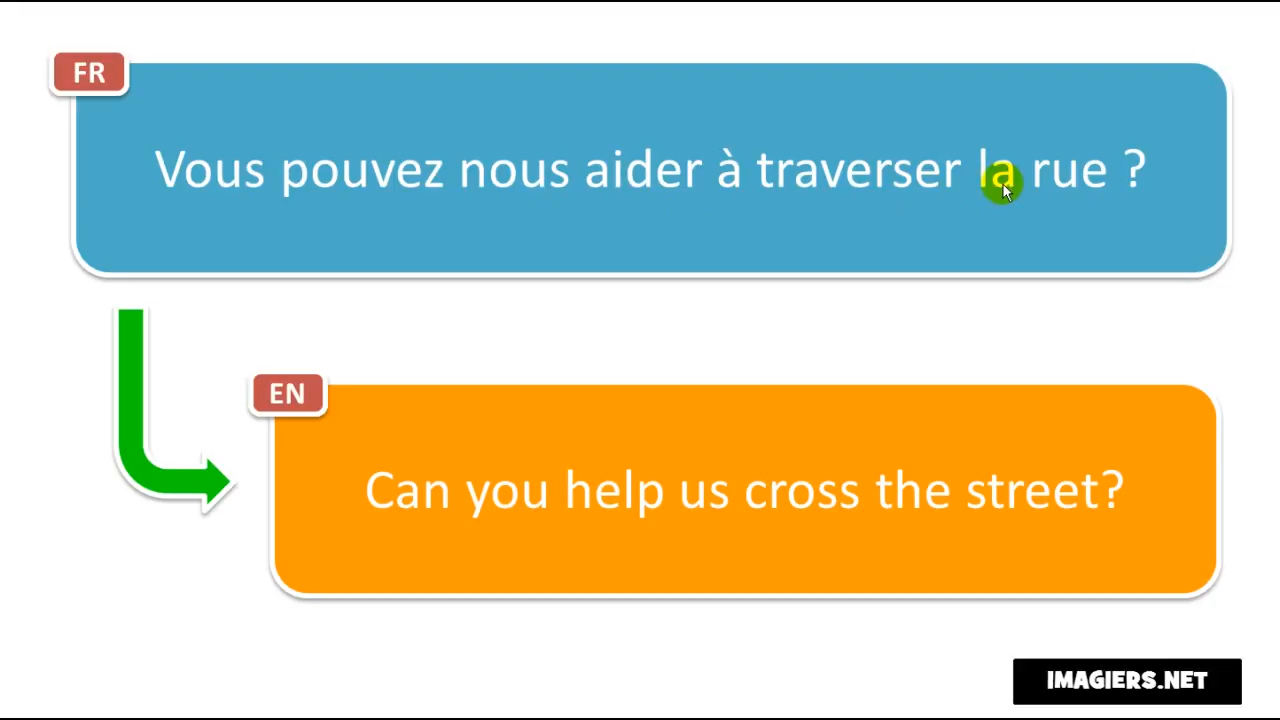 FR
Vous pouvez nous aider à traverser la rue ?
EN
Can you help us cross the street?
IMAGIERS.NET